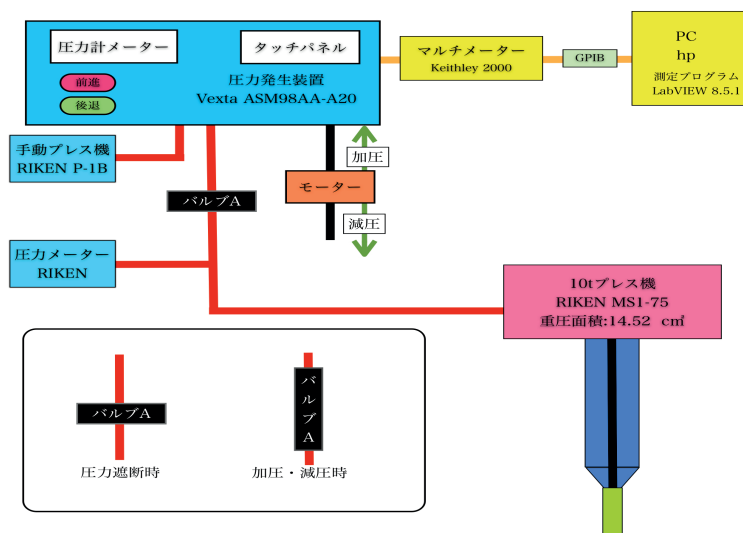 圧力計メーター
タッチパネル
前進
後退
圧力発生装置
Vexta ASM98AA-A20
マルチメーター
Keithley 2000
GPIB
PC
hp
測定プログラム
LabVIEW 8.5.1
手動プレス機
RIKEN P-1B
バルブA
加圧
モーター
減圧
圧力メーター
RIKEN
10tプレス機
RIKEN MS1-75
重圧面積:14.52 ㎠
バルブA
圧力遮断時
バルブA
加圧・減圧時